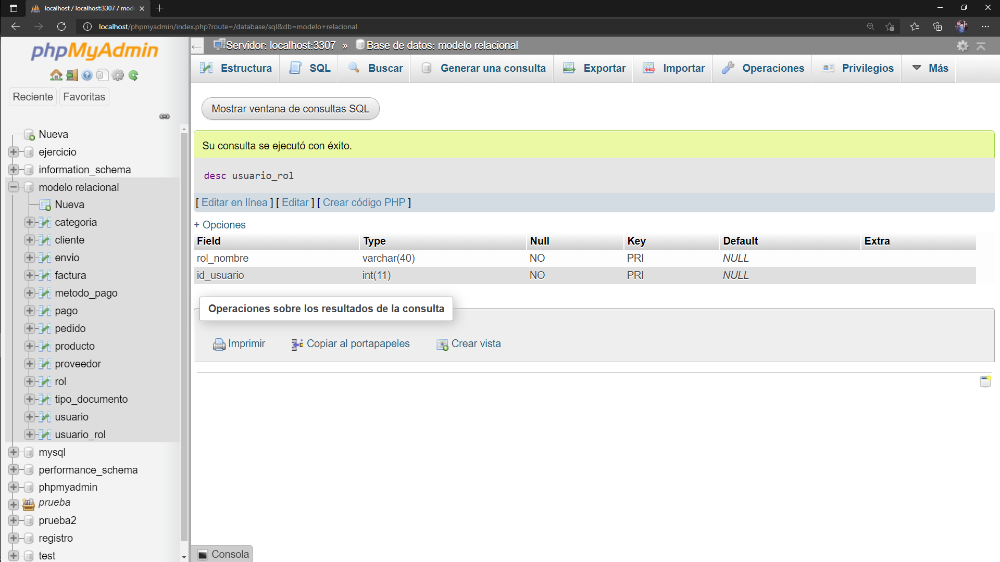 localhost / localhost:3307 / mod
localhost/phpmyadmin/index.php?route=/database/sql&db=modelo+relacional
phpMyAdmin
Reciente
Favoritas
Nueva
ejercicio
information_schema
modelo relacional
Nueva
categoria
cliente
envio
factura
metodo_pago
pago
pedido
producto
proveedor
rol
tipo_documento
usuario
usuario_rol
mysql
performance_schema
phpmyadmin
prueba
prueba2
registro
test
Servidor: localhost:3307 » Base de datos: modelo relacional
Estructura SQL Buscar Generar una consulta Exportar Importar Operaciones Privilegios Más
Mostrar ventana de consultas SQL
Su consulta se ejecutó con éxito.
desc usuario_rol
[ Editar en línea ] [ Editar ] [ Crear código PHP ]
+ Opciones
Field Type Null Key Default Extra
rol_nombre varchar(40) NO PRI NULL
id_usuario int(11) NO PRI NULL
Operaciones sobre los resultados de la consulta
Imprimir Copiar al portapapeles Crear vista
Consola